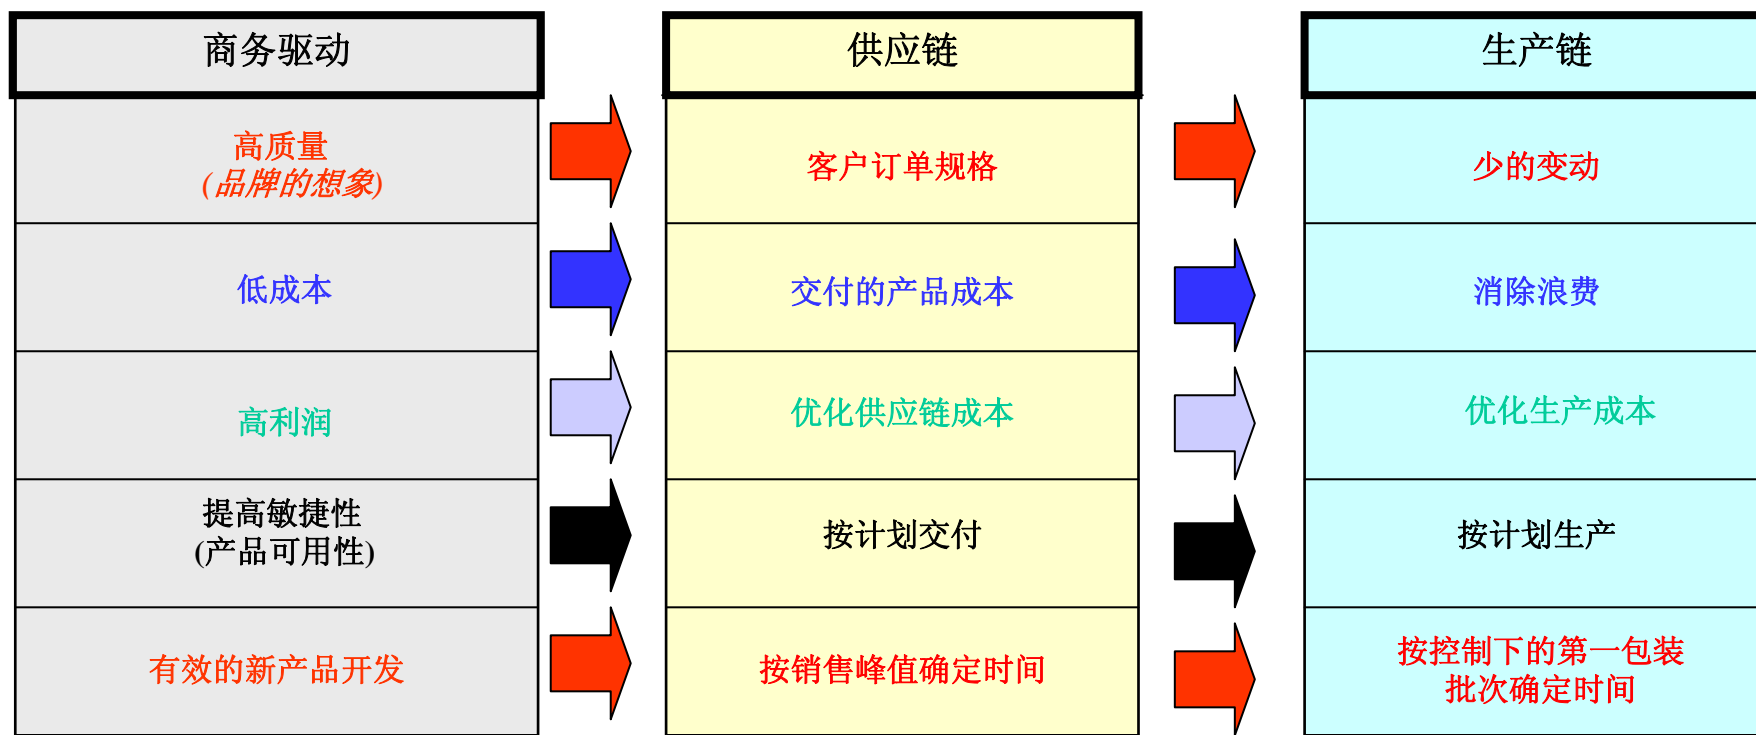 商务驱动
供应链
生产链
高质量
(品牌的想象)
客户订单规格
少的变动
低成本
交付的产品成本
消除浪费
高利润
优化供应链成本
优化生产成本
提高敏捷性
(产品可用性)
按计划交付
按计划生产
有效的新产品开发
按销售峰值确定时间
按控制下的第一包装
批次确定时间